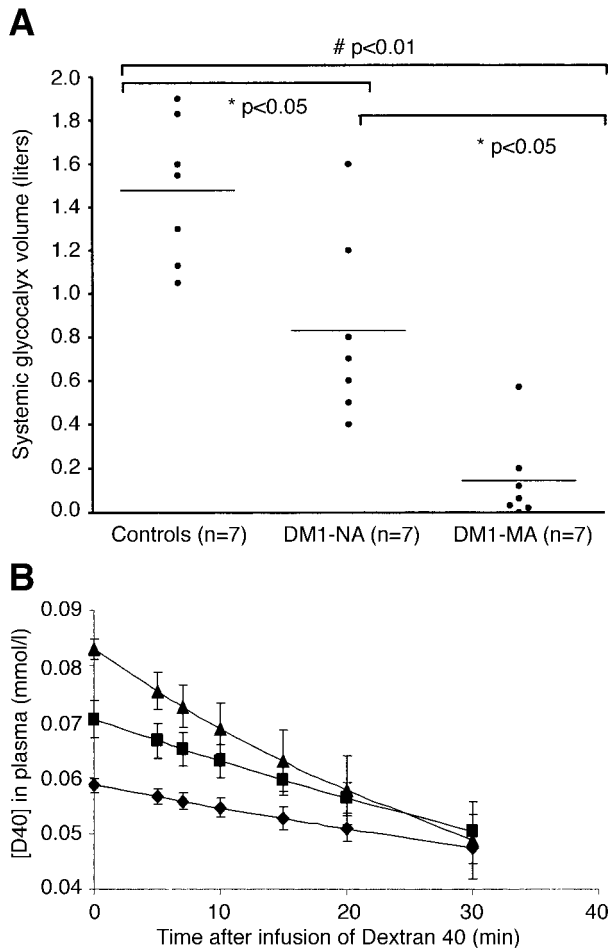 A
# p<0.01
* p<0.05
* p<0.05
Systemic glycocalyx volume (liters)
2.0
1.8
1.6
1.4
1.2
1.0
0.8
0.6
0.4
0.2
0.0
Controls (n=7) DM1-NA (n=7) DM1-MA (n=7)
B
[D40] in plasma (mmol/l)
0.09
0.08
0.07
0.06
0.05
0.04
0 10 20 30 40
Time after infusion of Dextran 40 (min)